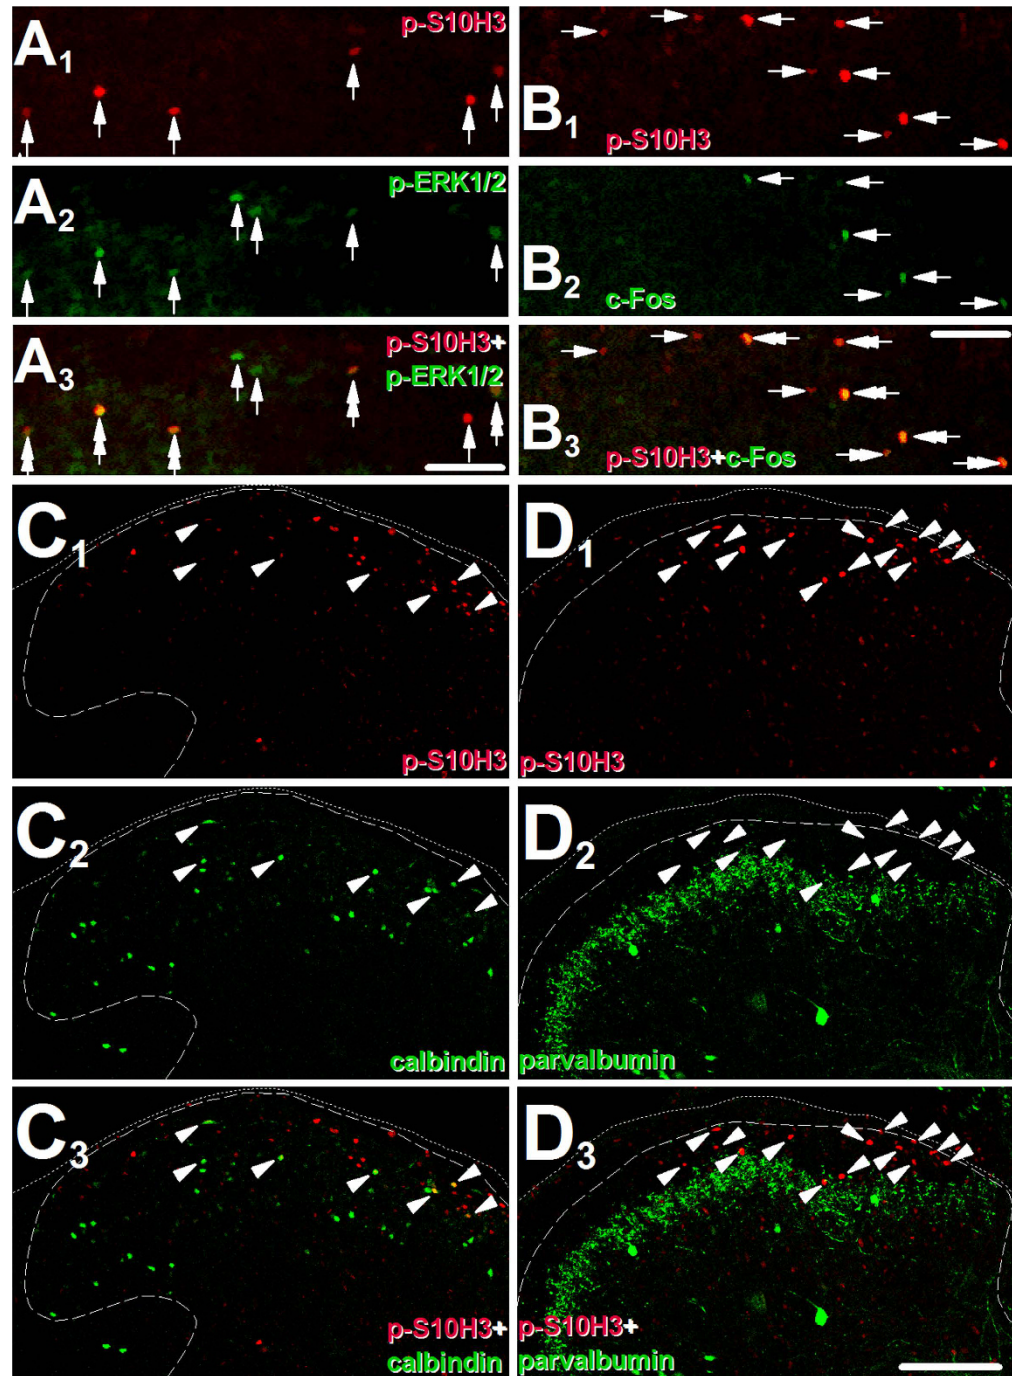 A1
p-S10H3
B1
p-S10H3
A2
p-ERK1/2
B2
c-Fos
A3
p-S10H3+
p-ERK1/2
B3
p-S10H3+c-Fos
C1
p-S10H3
D1
p-S10H3
C2
calbindin
D2
parvalbumin
C3
p-S10H3+
calbindin
D3
p-S10H3+
parvalbumin